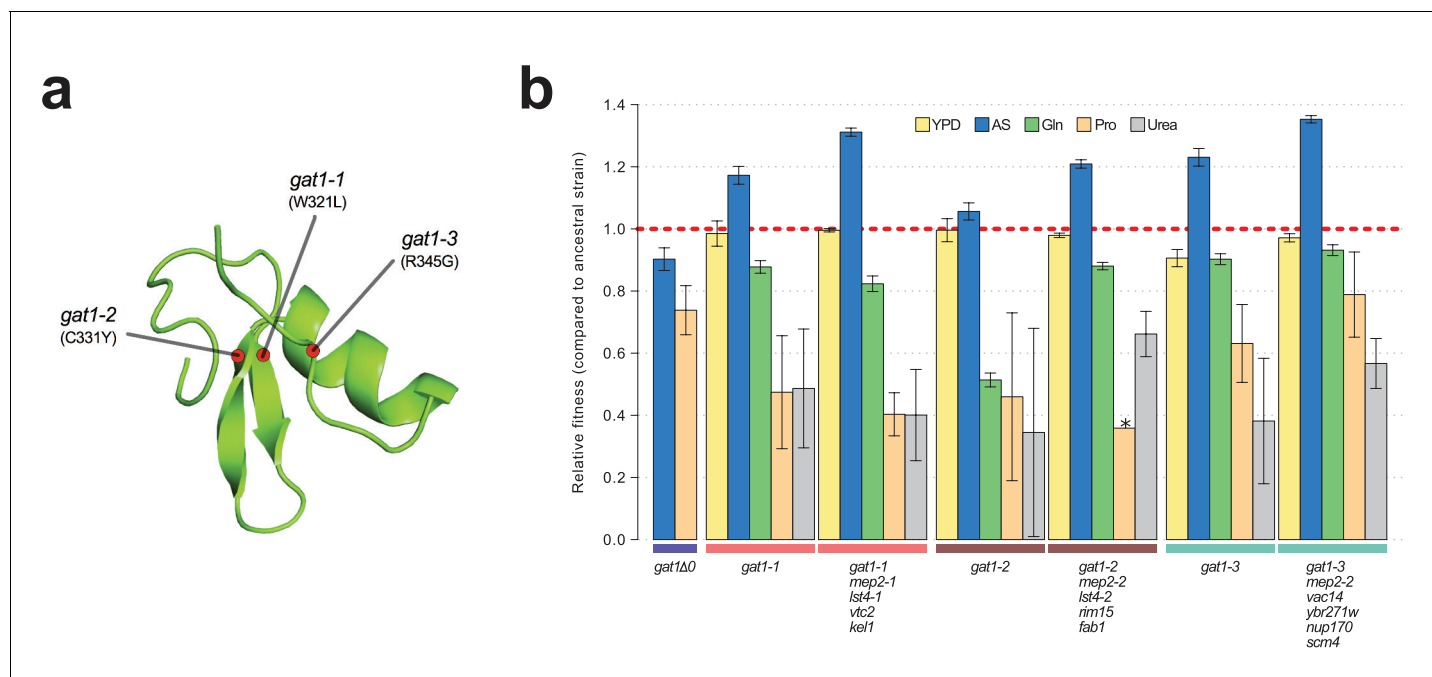 a
b
gat1-1
(W321L)
gat1-3
(R345G)
gat1-2
(C331Y)
Relative fitness (compared to ancestral strain)
1.4
1.2
1.0
0.8
0.6
0.4
0.2
0.0
YPD AS Gln Pro Urea
*
gat1Δ0
gat1-1
gat1-1
mep2-1
lst4-1
vtc2
kel1
gat1-2
gat1-2
mep2-2
lst4-2
rim15
fab1
gat1-3
gat1-3
mep2-2
vac14
ybr271w
nup170
scm4